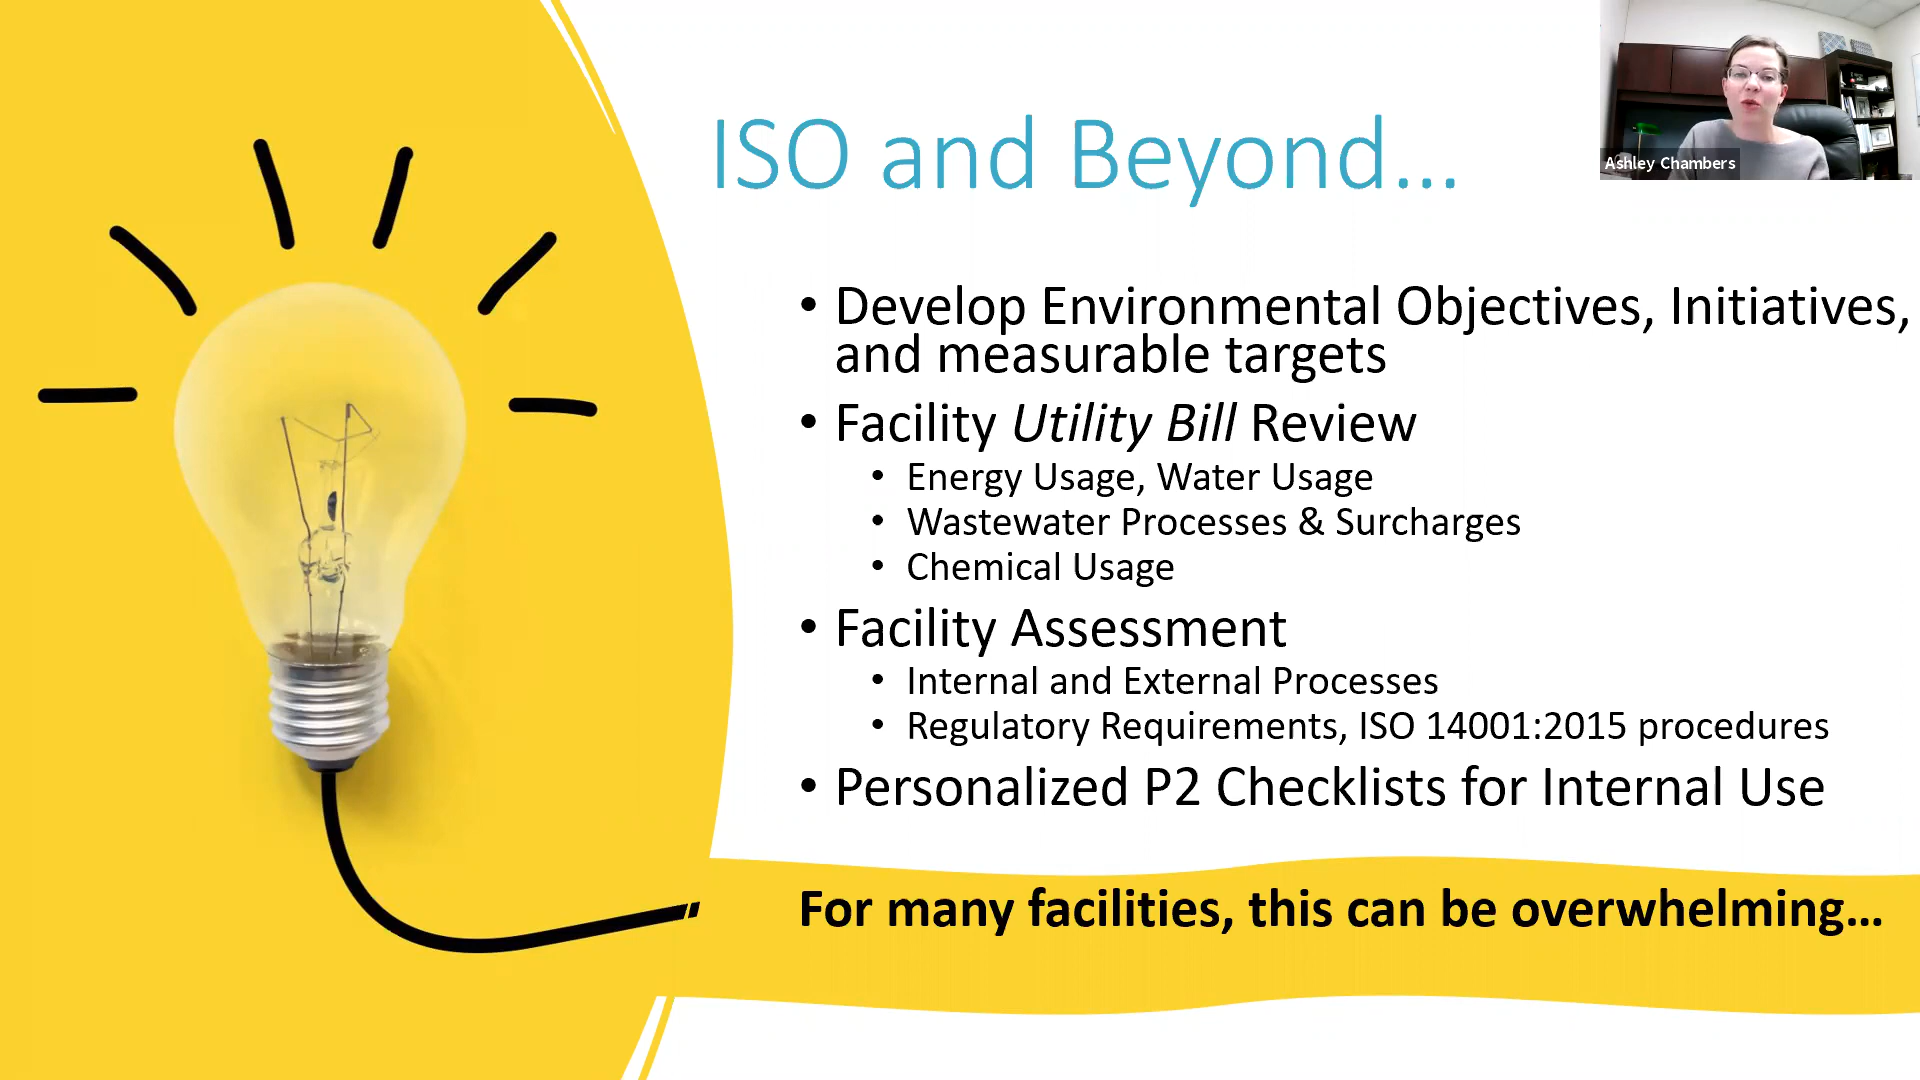 ISO and Beyond...
Ashley Chambers
• Develop Environmental Objectives, Initiatives,
and measurable targets
• Facility Utility Bill Review
• Energy Usage, Water Usage
• Wastewater Processes & Surcharges
• Chemical Usage
• Facility Assessment
• Internal and External Processes
• Regulatory Requirements, ISO 14001:2015 procedures
• Personalized P2 Checklists for Internal Use
For many facilities, this can be overwhelming...